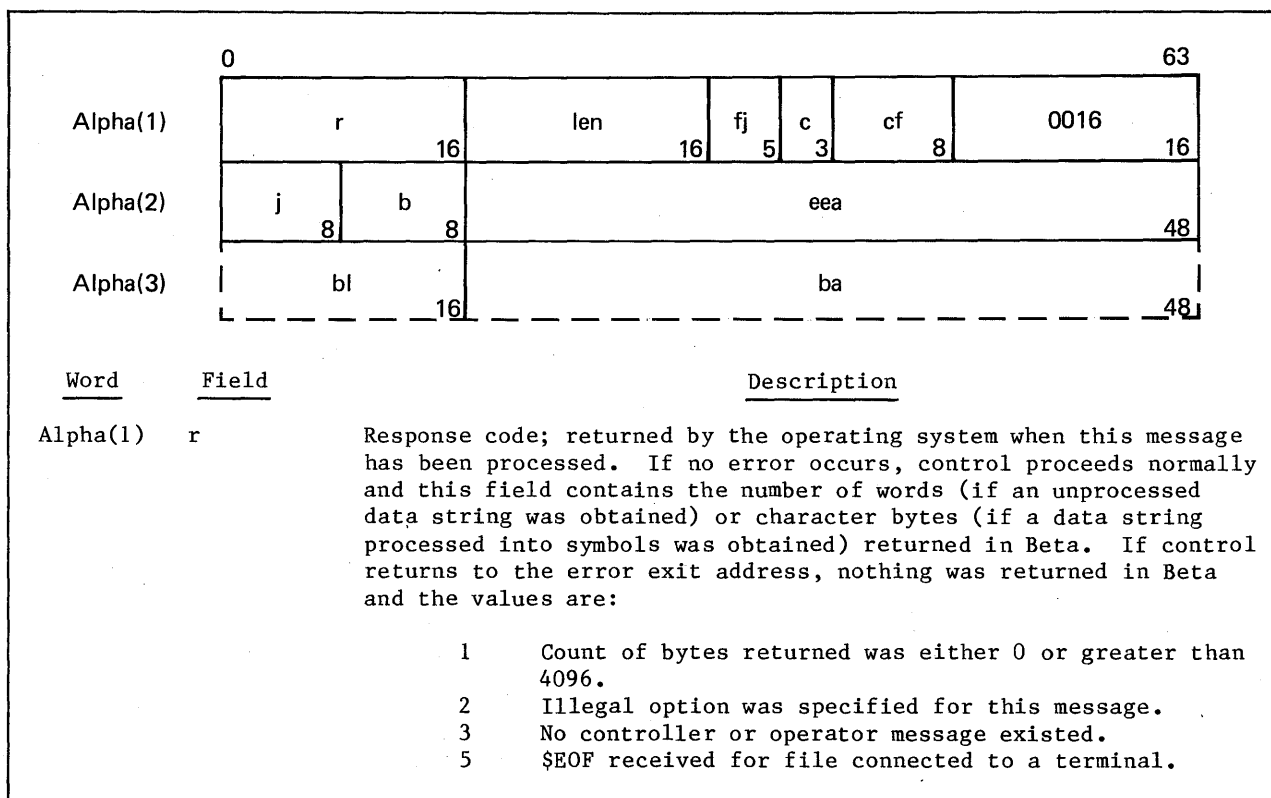 0 63
Alpha(1) r 16 len 16 fj 5 c 3 cf 8 0016 16
Alpha(2) j 8 b 8 eea 48
Alpha(3) bl 16 ba 48
Word Field Description
Alpha(1) r Response code; returned by the operating system when this message
has been processed. If no error occurs, control proceeds normally
and this field contains the number of words (if an unprocessed
data string was obtained) or character bytes (if a data string
processed into symbols was obtained) returned in Beta. If control
returns to the error exit address, nothing was returned in Beta
and the values are:
1 Count of bytes returned was either 0 or greater than
4096.
2 Illegal option was specified for this message.
3 No controller or operator message existed.
5 $EOF received for file connected to a terminal.